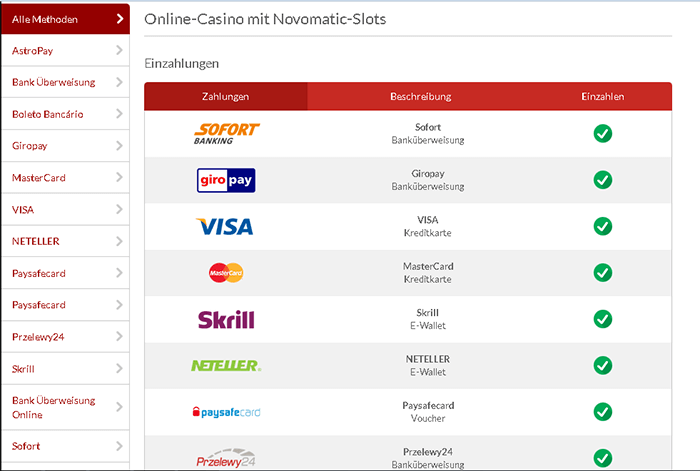 Alle Methoden
AstroPay
Bank Überweisung
Boleto Bancário
Giropay
MasterCard
VISA
NETELLER
Paysafecard
Paysafecard
Przelewy24
Skrill
Bank Überweisung
Online
Sofort
Online-Casino mit Novomatic-Slots
Einzahlungen
Zahlungen Beschreibung Einzahlen
SOFORT
BANKING
Sofort
Banküberweisung
giro pay
Giropay
Banküberweisung
VISA
VISA
Kreditkarte
MasterCard
MasterCard
Kreditkarte
Skrill
Skrill
E-Wallet
NETELLER
NETELLER
E-Wallet
paysafecard
Paysafecard
Voucher
Przelewy24
Przelewy24
Banküberweisung